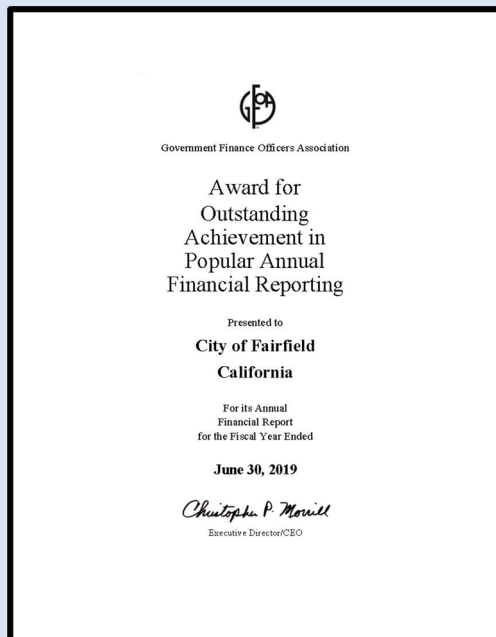 GFOA
Government Finance Officers Association
Award for
Outstanding
Achievement in
Popular Annual
Financial Reporting
Presented to
City of Fairfield
California
For its Annual
Financial Report
for the Fiscal Year Ended
June 30, 2019
Christopher P. Morrill
Executive Director/CEO